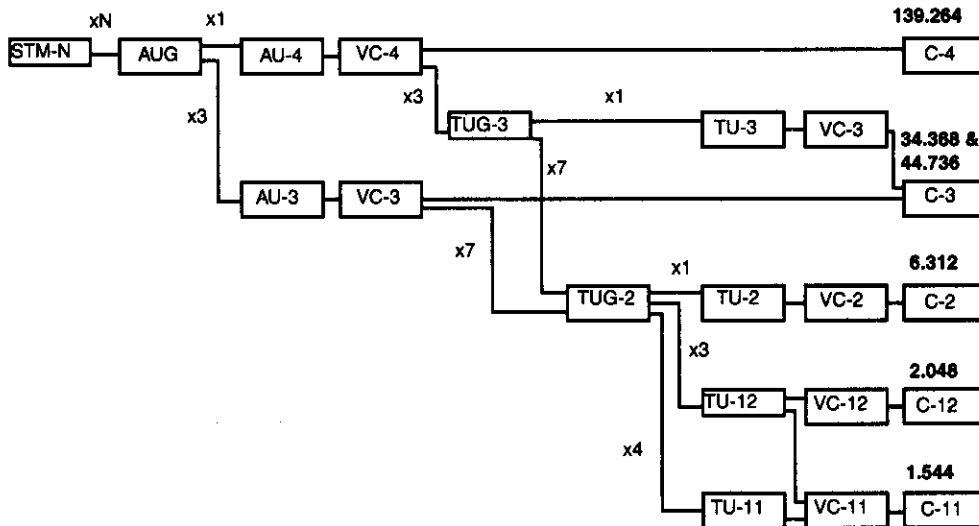 139.264
xN
x1
STM-N
AUG
AU-4
VC-4
C-4
x3
x3
x1
TUG-3
TU-3
VC-3
34.368 &
44.736
x7
AU-3
VC-3
C-3
x7
x1
6.312
TUG-2
TU-2
VC-2
C-2
x3
2.048
TU-12
VC-12
C-12
x4
1.544
TU-11
VC-11
C-11